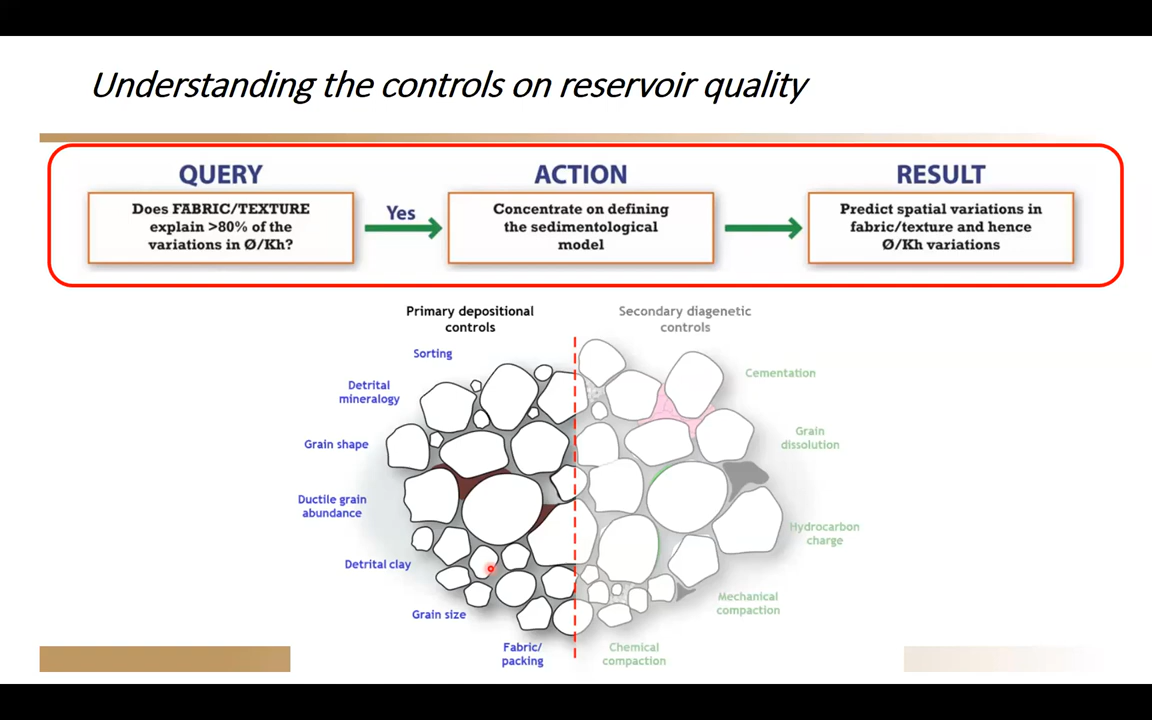 Understanding the controls on reservoir quality
QUERY
Does FABRIC/TEXTURE
explain >80% of the
variations in Ø/Kh?
Yes
ACTION
Concentrate on defining
the sedimentological
model
RESULT
Predict spatial variations in
fabric/texture and hence
Ø/Kh variations
Primary depositional
controls
Secondary diagenetic
controls
Sorting
Detrital
mineralogy
Grain shape
Ductile grain
abundance
Detrital clay
Grain size
Fabric/
packing
Cementation
Grain
dissolution
Hydrocarbon
charge
Mechanical
compaction
Chemical
compaction